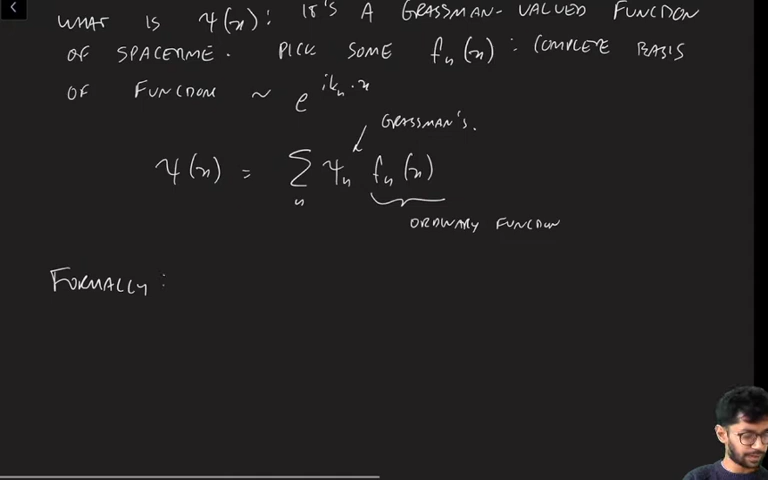 WHAT IS Ψ(x): IT'S A GRASSMAN-VALUED FUNCTION
OF SPACETIME. PICK SOME fₙ(x): COMPLETE BASIS
OF FUNCTION ~ e^{ikₙ·x}
GRASSMAN'S.
Ψ(x) = Σₙ Ψₙ fₙ(x)
ORDINARY FUNCTION
FORMALLY: